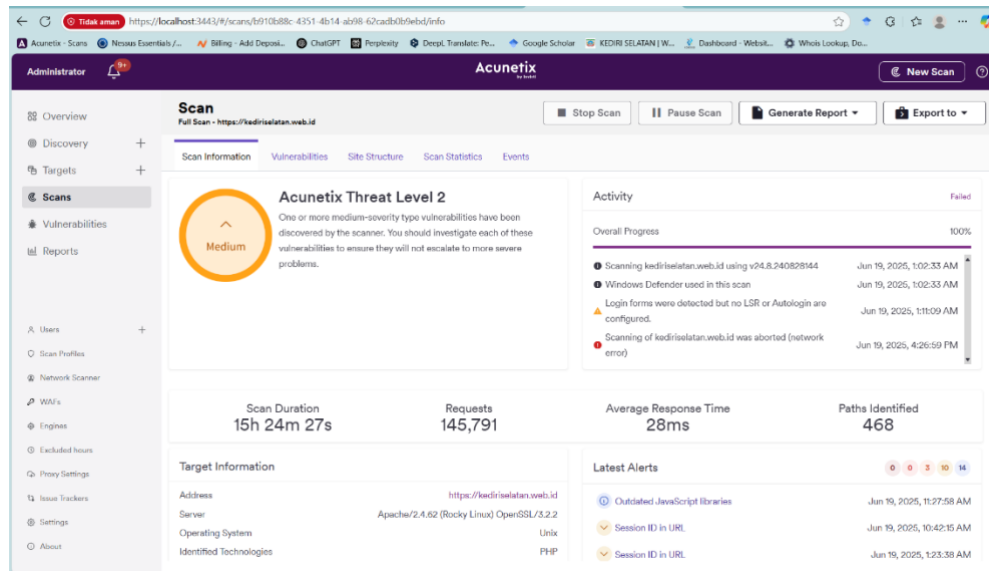 Tidak aman https://localhost:3443/#/scans/b910b88c-4351-4b14-ab98-62cadb0b9ebd/info
Acunetix - Scans Nessus Essentials /... Billing - Add Deposi... ChatGPT Perplexity DeepL Translate: Pe... Google Scholar KEDIRI SELATAN | W... Dashboard - Websit... Whois Lookup, Do...
Administrator 9+ Acunetix by Invicti New Scan
Overview
Discovery
Targets
Scans
Vulnerabilities
Reports
Users
Scan Profiles
Network Scanner
WAFs
Engines
Excluded hours
Proxy Settings
Issue Trackers
Settings
About
Scan
Full Scan - https://kediriselatan.web.id
Stop Scan Pause Scan Generate Report Export to
Scan Information Vulnerabilities Site Structure Scan Statistics Events
Medium
Acunetix Threat Level 2
One or more medium-severity type vulnerabilities have been
discovered by the scanner. You should investigate each of these
vulnerabilities to ensure they will not escalate to more severe
problems.
Activity Failed
Overall Progress 100%
Scanning kediriselatan.web.id using v24.8.240828144 Jun 19, 2025, 1:02:33 AM
Windows Defender used in this scan Jun 19, 2025, 1:02:33 AM
Login forms were detected but no LSR or Autologin are
configured. Jun 19, 2025, 1:11:09 AM
Scanning of kediriselatan.web.id was aborted (network
error) Jun 19, 2025, 4:26:59 PM
Scan Duration Requests Average Response Time Paths Identified
15h 24m 27s 145,791 28ms 468
Target Information
Address https://kediriselatan.web.id
Server Apache/2.4.62 (Rocky Linux) OpenSSL/3.2.2
Operating System Unix
Identified Technologies PHP
Latest Alerts 0 0 3 10 14
Outdated JavaScript libraries Jun 19, 2025, 11:27:58 AM
Session ID in URL Jun 19, 2025, 10:42:15 AM
Session ID in URL Jun 19, 2025, 1:23:38 AM